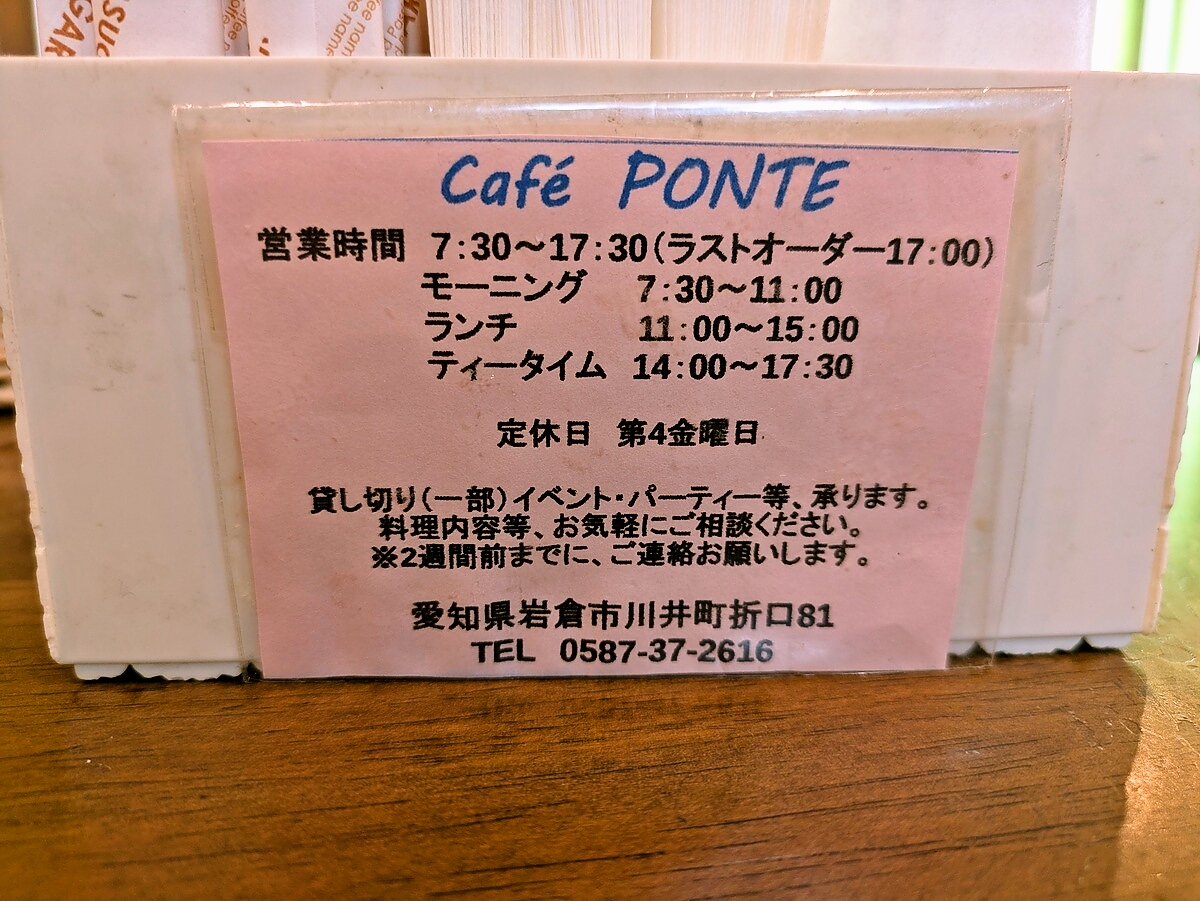 Café PONTE
営業時間 7:30～17:30(ラストオーダー17:00)
モーニング 7:30～11:00
ランチ 11:00～15:00
ティータイム 14:00～17:30
定休日 第4金曜日
貸し切り(一部)イベント・パーティー等、承ります。
料理内容等、お気軽にご相談ください。
※2週間前までに、ご連絡お願いします。
愛知県岩倉市川井町折口81
TEL 0587-37-2616